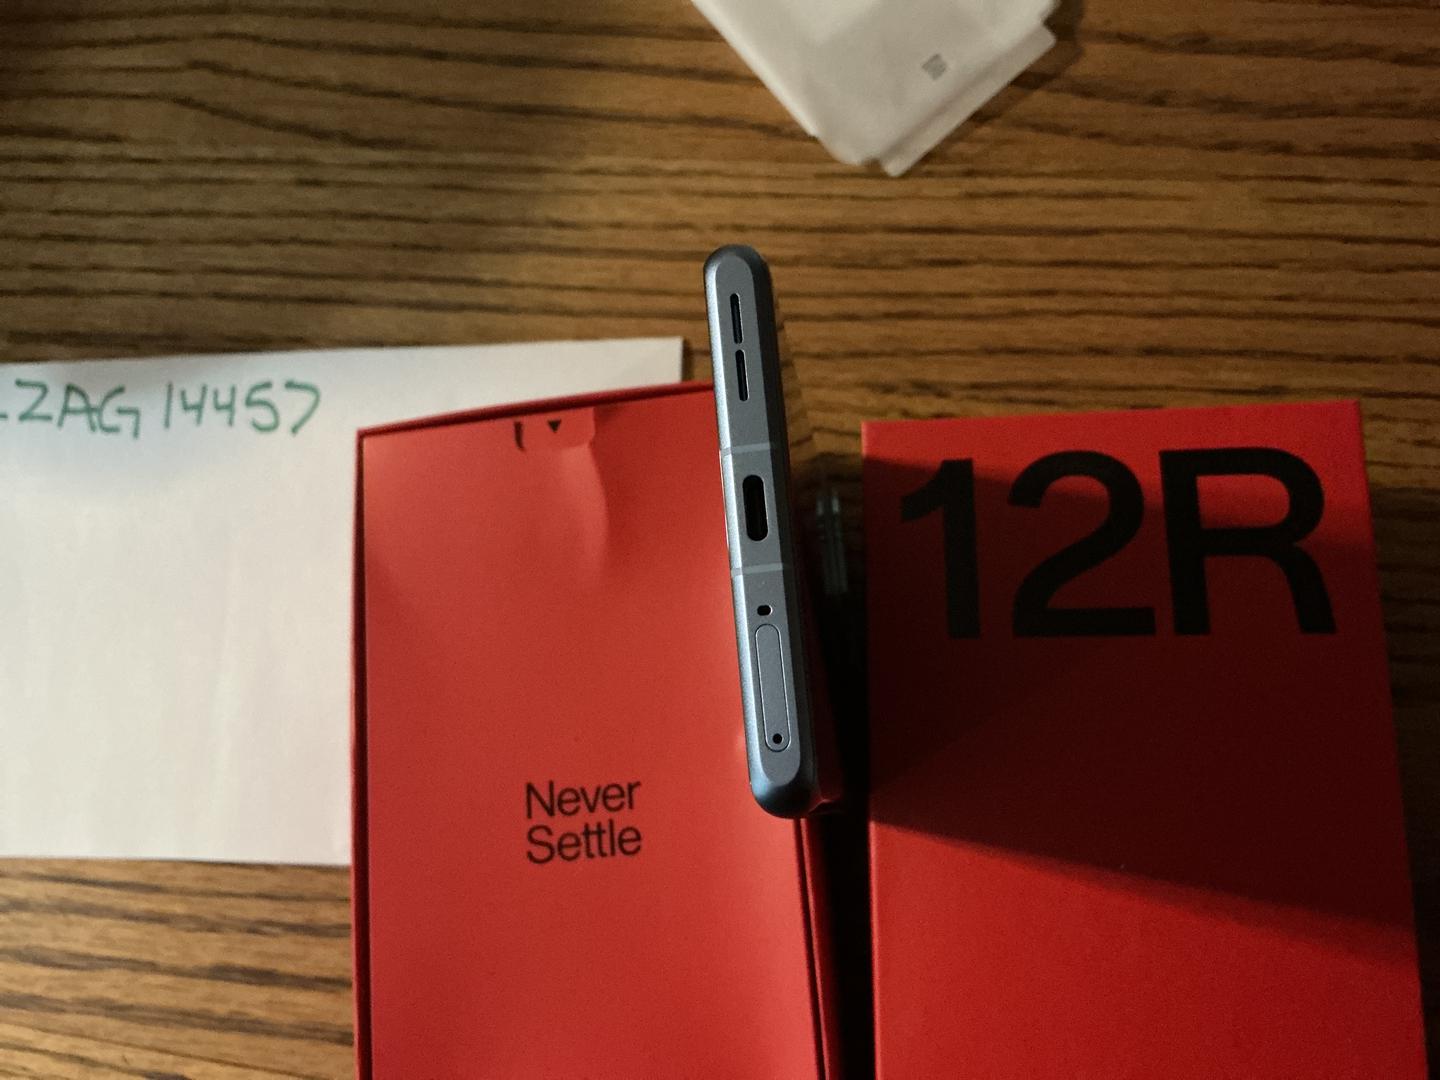 ZAG 14457
Never
Settle
12R